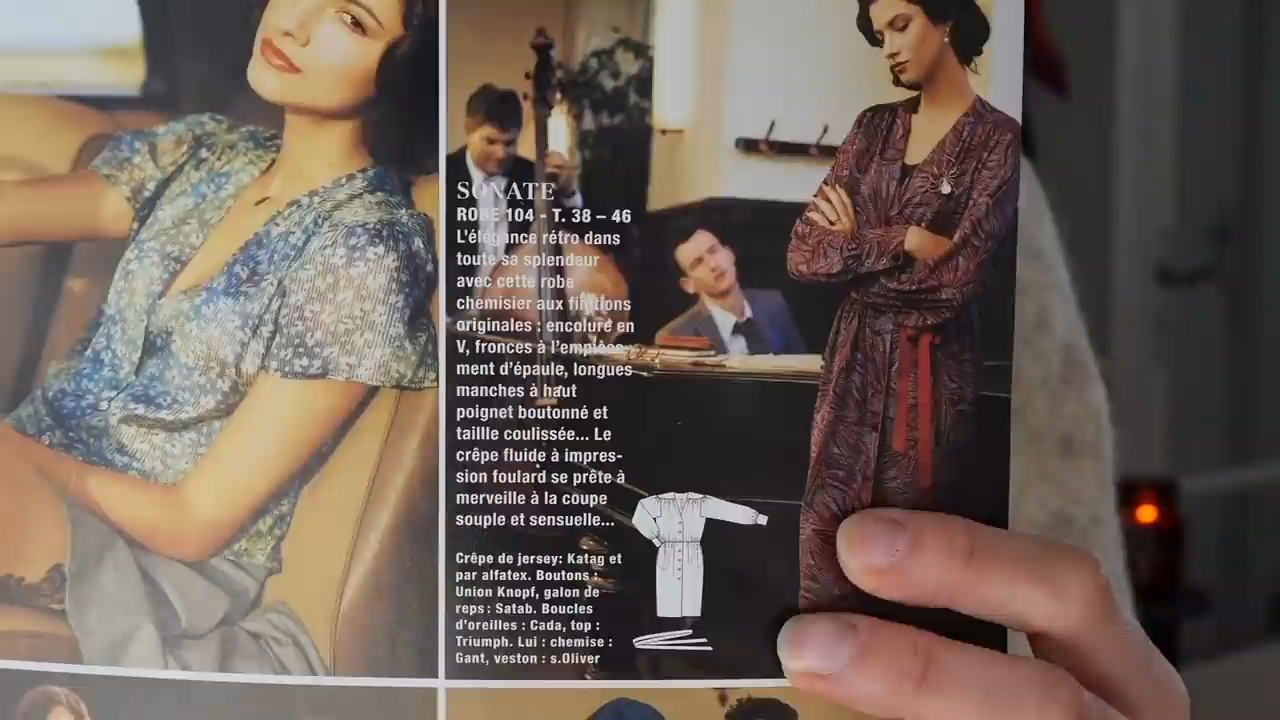 SONATE
ROBE 104 - T. 38 – 46
L'élégance rétro dans
toute sa splendeur
avec cette robe
chemisier aux finitions
originales : encolure en
V, fronces à l'empièce-
ment d'épaule, longues
manches à haut
poignet boutonné et
taillle coulissée... Le
crêpe fluide à impres-
sion foulard se prête à
merveille à la coupe
souple et sensuelle...
Crêpe de jersey: Katag et
par alfatex. Boutons :
Union Knopf, galon de
reps : Satab. Boucles
d'oreilles : Cada, top :
Triumph. Lui : chemise :
Gant, veston : s.Oliver